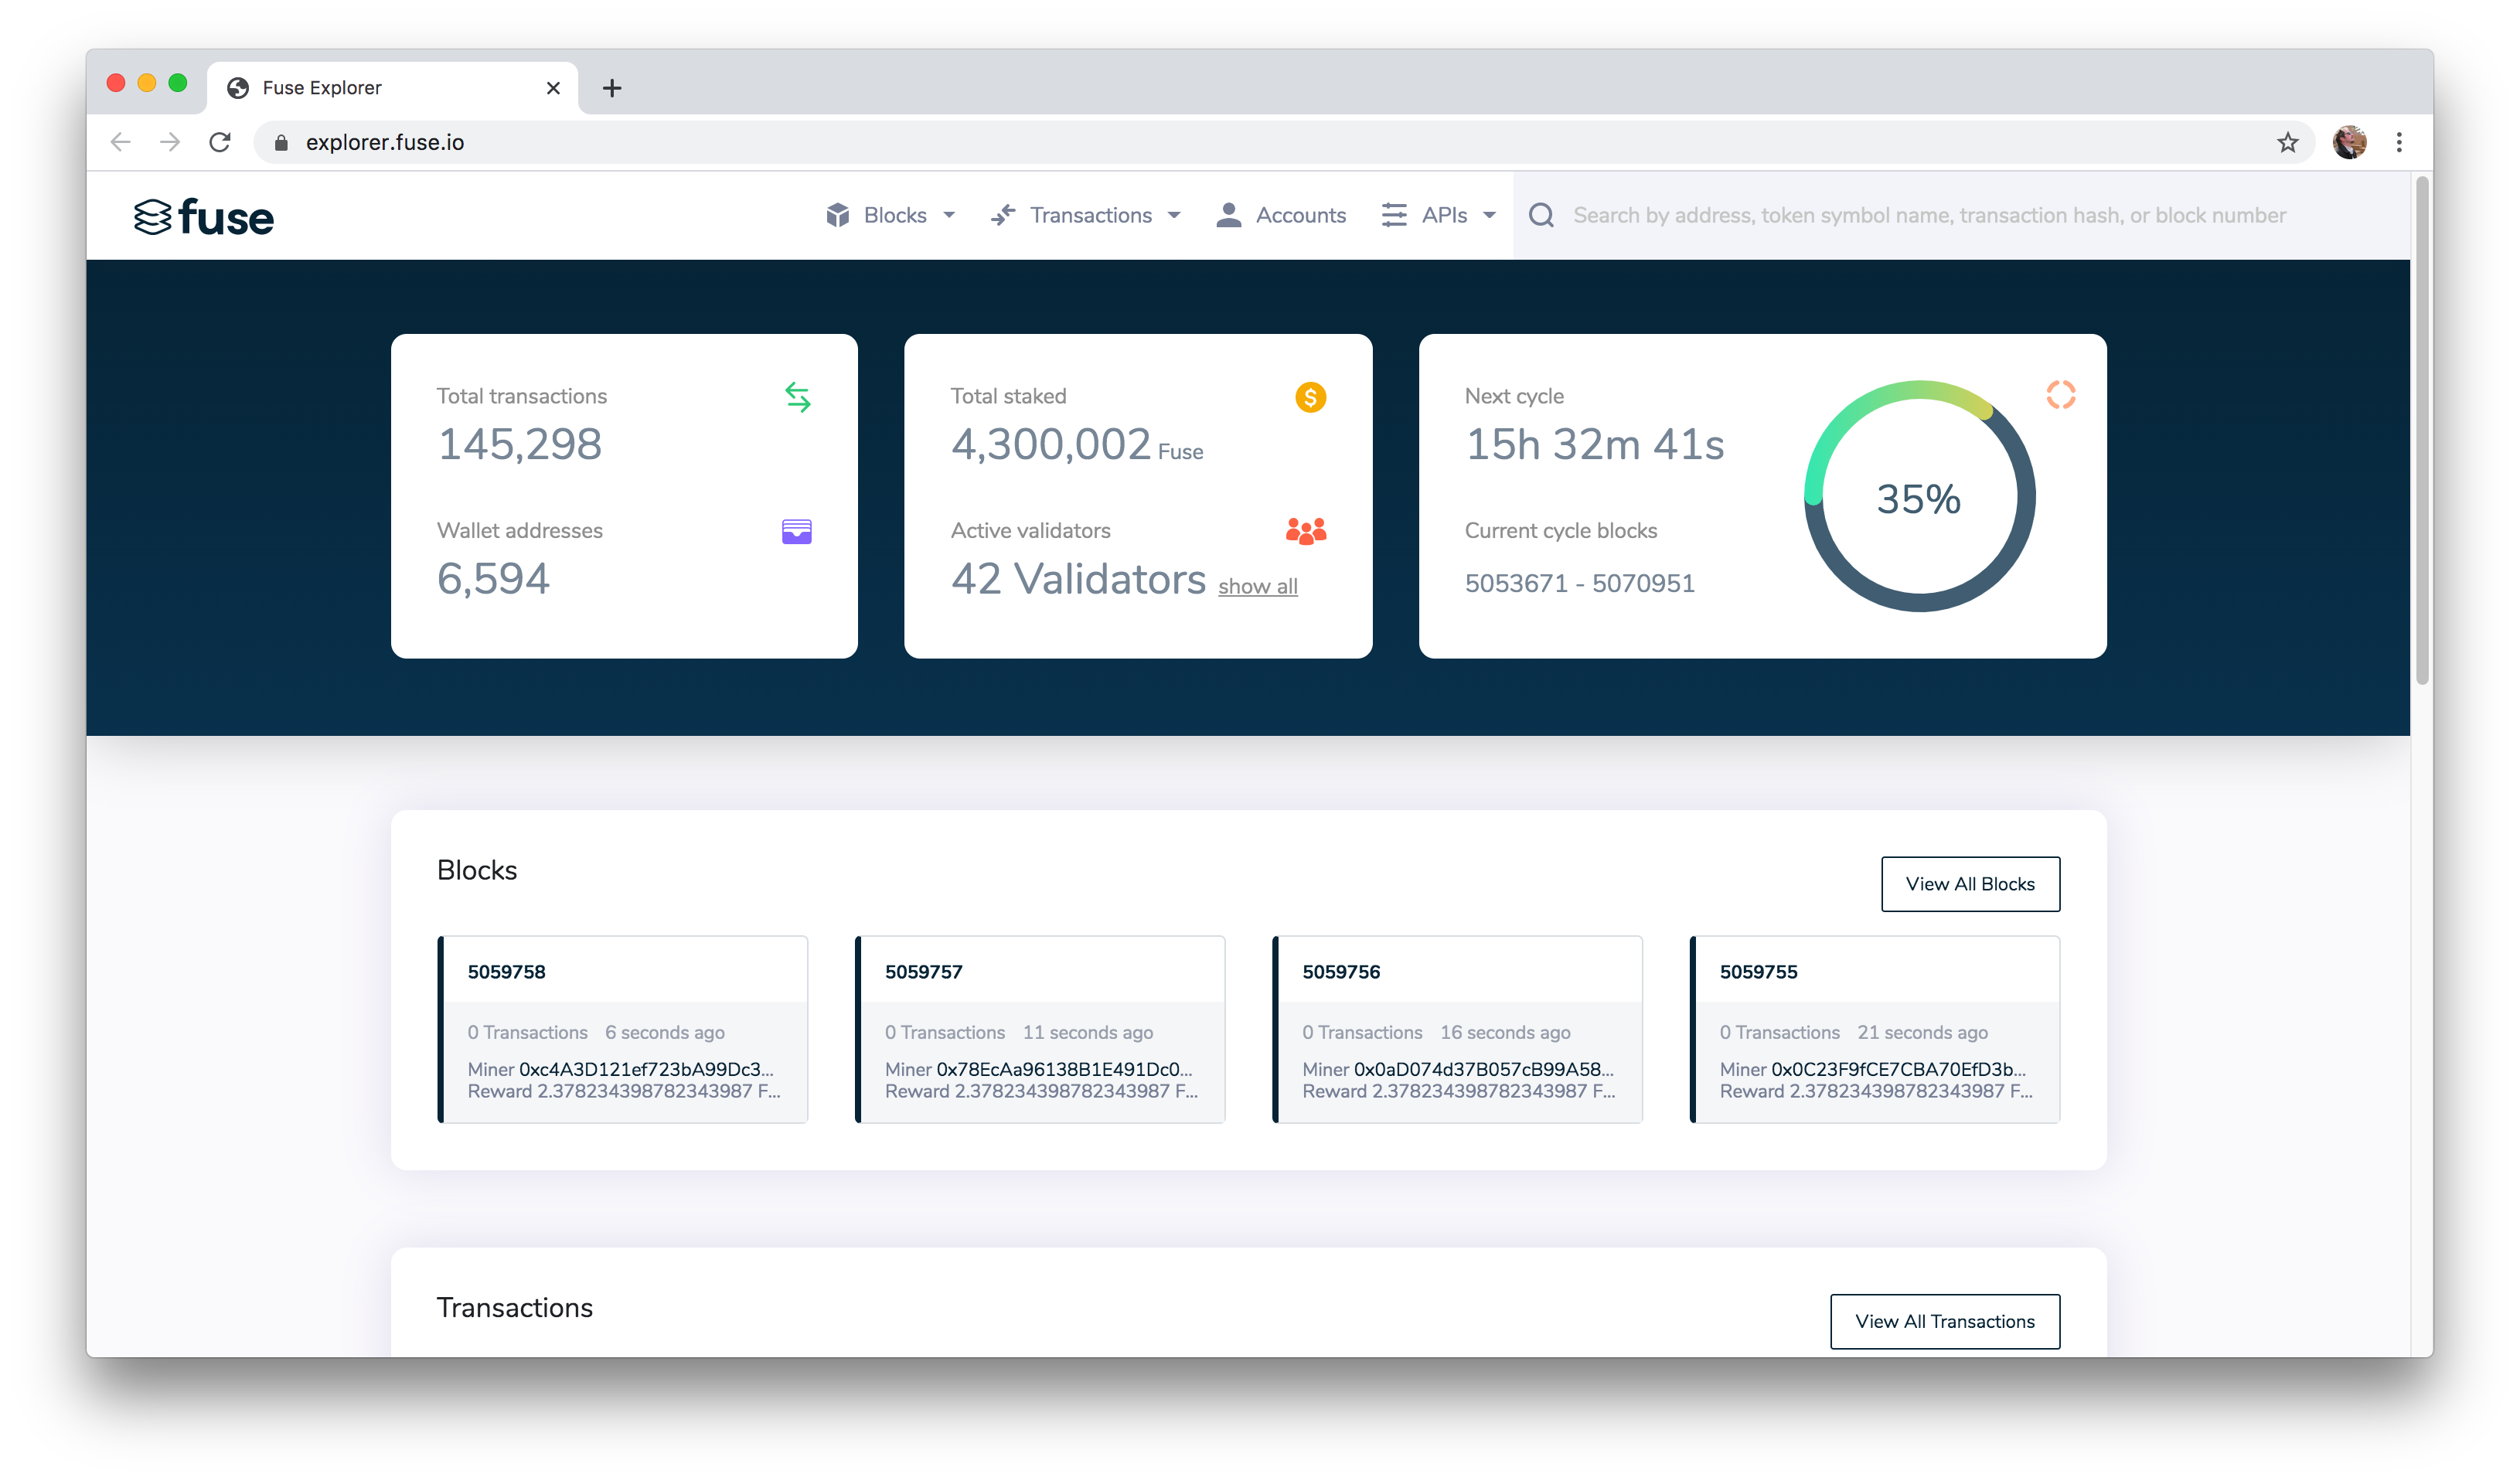 Fuse Explorer
explorer.fuse.io
fuse
Blocks Transactions Accounts APIs Search by address, token symbol name, transaction hash, or block number
Total transactions
145,298
Wallet addresses
6,594
Total staked
4,300,002 Fuse
Active validators
42 Validators show all
Next cycle
15h 32m 41s
Current cycle blocks
5053671 - 5070951
35%
Blocks
View All Blocks
5059758
0 Transactions 6 seconds ago
Miner 0xc4A3D121ef723bA99Dc3...
Reward 2.378234398782343987 F...
5059757
0 Transactions 11 seconds ago
Miner 0x78EcAa96138B1E491Dc0...
Reward 2.378234398782343987 F...
5059756
0 Transactions 16 seconds ago
Miner 0x0aD074d37B057cB99A58...
Reward 2.378234398782343987 F...
5059755
0 Transactions 21 seconds ago
Miner 0x0C23F9fCE7CBA70EfD3b...
Reward 2.378234398782343987 F...
Transactions
View All Transactions